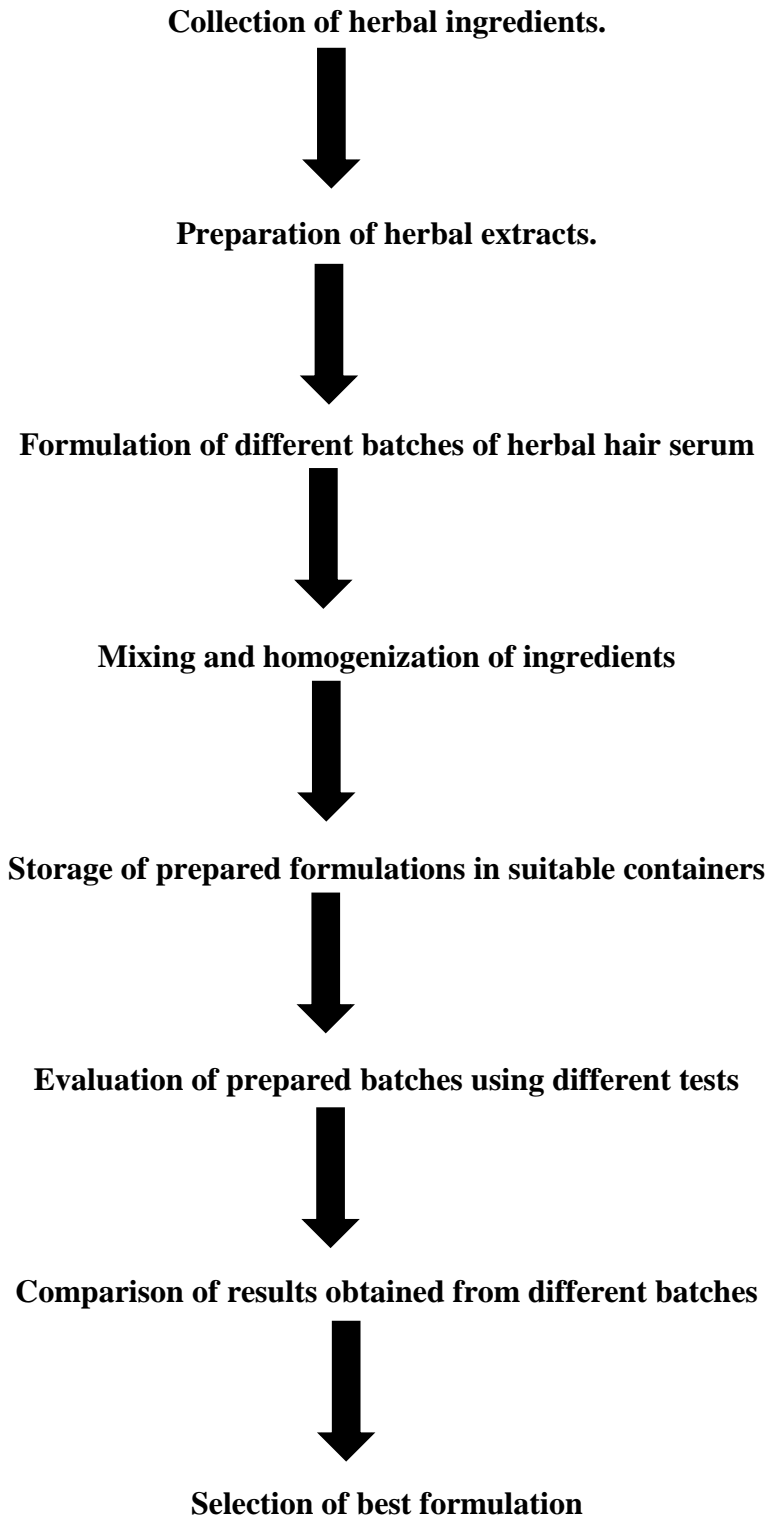 Collection of herbal ingredients.
Preparation of herbal extracts.
Formulation of different batches of herbal hair serum
Mixing and homogenization of ingredients
Storage of prepared formulations in suitable containers
Evaluation of prepared batches using different tests
Comparison of results obtained from different batches
Selection of best formulation